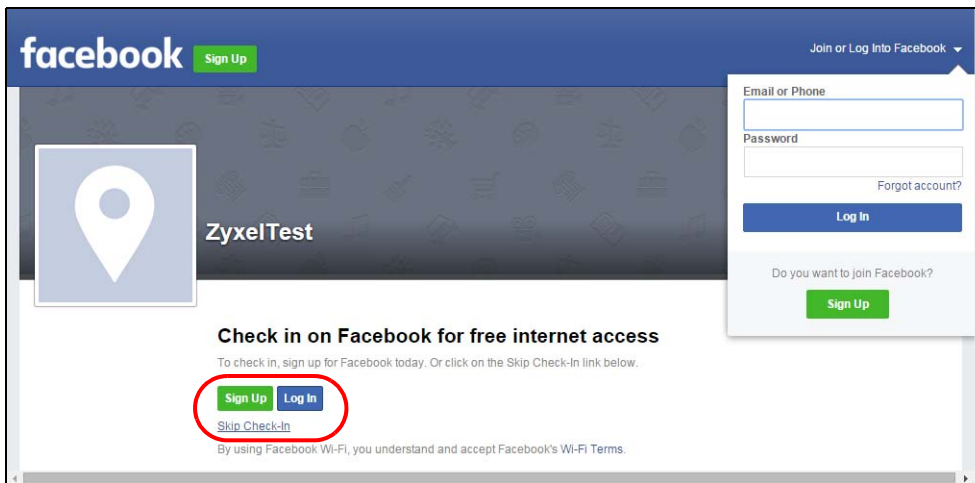 facebook Sign Up
Join or Log Into Facebook
Email or Phone
Password
Forgot account?
Log In
Do you want to join Facebook?
Sign Up
ZyxelTest
Check in on Facebook for free internet access
To check in, sign up for Facebook today. Or click on the Skip Check-In link below.
Sign Up Log In
Skip Check-In
By using Facebook Wi-Fi, you understand and accept Facebook's Wi-Fi Terms.